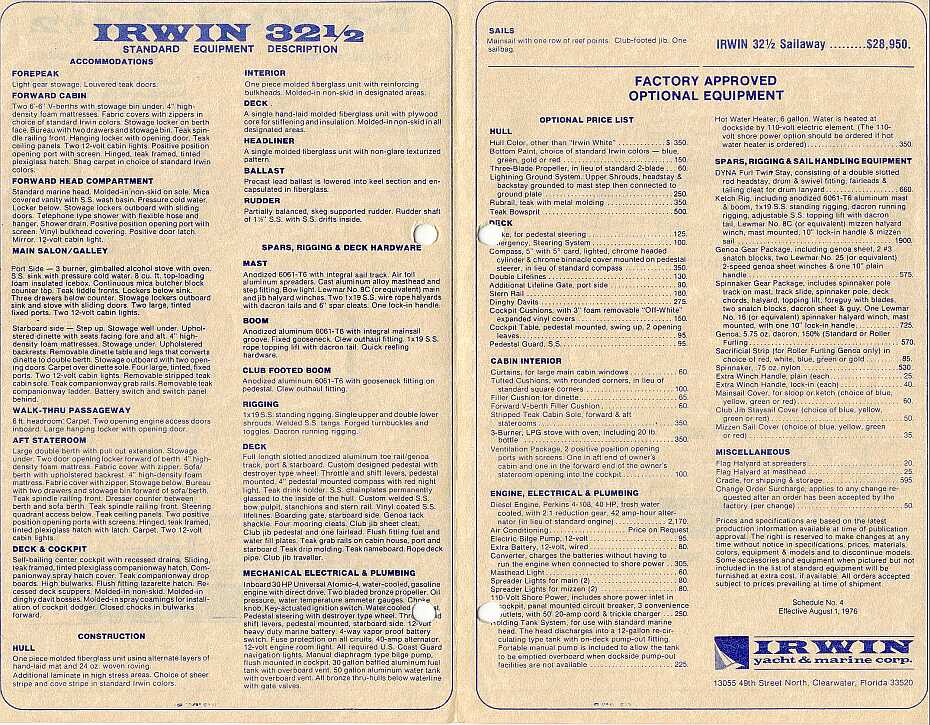 IRWIN 32½
STANDARD EQUIPMENT DESCRIPTION
ACCOMMODATIONS
FOREPEAK
Light gear stowage. Louvered teak doors.
FORWARD CABIN
Two 6'-6" V-berths with stowage bin under. 4" high-
density foam mattresses. Fabric covers with zippers in
choice of standard Irwin colors. Stowage locker on berth
face. Bureau with two drawers and stowage bin. Teak spin-
dle railing front. Hanging locker with opening door. Teak
ceiling panels. Two 12-volt cabin lights. Positive position
opening port with screen. Hinged, teak framed, tinted
plexiglass hatch. Shag carpet in choice of standard Irwin
colors.
FORWARD HEAD COMPARTMENT
Standard marine head. Molded-in non-skid on sole. Mica
covered vanity with S.S. wash basin. Pressure cold water.
Locker below. Stowage lockers outboard with sliding
doors. Telephone type shower with flexible hose and
hanger. Shower drain. Positive position opening port with
screen. Vinyl bulkhead covering. Positive door latch.
Mirror. 12-volt cabin light.
MAIN SALON/GALLEY
Port Side — 3 burner, gimballed alcohol stove with oven.
S.S. sink with pressure cold water. 8 cu. ft. top-loading
foam insulated icebox. Continuous mica butcher block
counter top. Teak fiddle fronts. Lockers below sink.
Three drawers below counter. Stowage lockers outboard
sink and stove with sliding doors. Two large, tinted
fixed ports. Two 12-volt cabin lights.
Starboard side — Step up. Stowage well under. Uphol-
stered dinette with seats facing fore and aft. 4" high-
density foam mattresses. Stowage under. Upholstered
backrests. Removable dinette table and legs that converts
dinette to double berth. Stowage outboard with two open-
ing doors. Carpet over dinette sole. Four large, tinted, fixed
ports. Two 12-volt cabin lights. Removable stripped teak
cabin sole. Teak companionway grab rails. Removable teak
companionway ladder. Battery switch and switch panel
behind.
WALK-THRU PASSAGEWAY
6 ft. headroom. Carpet. Two opening engine access doors
inboard. Large hanging locker with opening door.
AFT STATEROOM
Large double berth with pull out extension. Stowage
under. Two door opening locker forward of berth. 4" high-
density foam mattress. Fabric cover with zipper. Sofa/
berth with upholstered backrest. 4" high-density foam
mattress. Fabric cover with zipper. Stowage below. Bureau
with two drawers and stowage bin forward of sofa/berth.
Teak spindle railing front. Dresser counter between
berth and sofa berth. Teak spindle railing front. Steering
quadrant access below. Teak ceiling panels. Two positive
position opening ports with screens. Hinged, teak framed,
tinted plexiglass hatch with latch. Carpet. Two 12-volt
cabin lights.
DECK & COCKPIT
Self-bailing center cockpit with recessed drains. Sliding,
teak framed, tinted plexiglass companionway hatch. Com-
panionway spray hatch cover. Teak companionway drop
boards. High bulwarks. Flush fitting lazarette hatch. Re-
cessed deck scuppers. Molded-in non-skid. Molded-in
dinghy davit bosses. Molded-in spray coamings for install-
ation of cockpit dodger. Closed chocks in bulwarks
forward.
CONSTRUCTION
HULL
One piece molded fiberglass unit using alternate layers of
hand-laid mat and 24 oz. woven roving.
Additional laminate in high stress areas. Choice of sheer
stripe and cove stripe in standard Irwin colors.
INTERIOR
One piece molded fiberglass unit with reinforcing
bulkheads. Molded-in non-skid in designated areas.
DECK
A single hand-laid molded fiberglass unit with plywood
core for stiffening and insulation. Molded-in non-skid in all
designated areas.
HEADLINER
A single molded fiberglass unit with non-glare texturized
pattern.
BALLAST
Precast lead ballast is lowered into keel section and en-
capsulated in fiberglass.
RUDDER
Partially balanced, skeg supported rudder. Rudder shaft
of 1½" S.S. with S.S. drifts inside.
SPARS, RIGGING & DECK HARDWARE
MAST
Anodized 6061-T6 with integral sail track. Air foil
aluminum spreaders. Cast aluminum alloy masthead and
step fitting. Bow light. Lewmar No. 8C (or equivalent) main
and jib halyard winches. Two 1x19 S.S. wire rope halyards
with dacron tails and 6" spar cleats. One lock-in handle.
BOOM
Anodized aluminum 6061-T6 with integral mainsail
groove. Fixed gooseneck. Clew outhaul fitting. 1x19 S.S.
rope topping lift with dacron tail. Quick reefing
hardware.
CLUB FOOTED BOOM
Anodized aluminum 6061-T6 with gooseneck fitting on
pedestal. Clew outhaul fitting.
RIGGING
1x19 S.S. standing rigging. Single upper and double lower
shrouds. Welded S.S. tangs. Forged turnbuckles and
toggles. Dacron running rigging.
DECK
Full length slotted anodized aluminum toe rail/genoa
track, port & starboard. Custom designed pedestal with
destroyer type wheel. Throttle and shift levers, pedestal
mounted. 4" pedestal mounted compass with red night
light. Teak drink holder. S.S. chainplates permanently
glassed to the inside of the hull. Custom welded S.S.
bow pulpit, stanchions and stern rail. Vinyl coated S.S.
lifelines. Boarding gate, starboard side. Genoa tack
shackle. Four mooring cleats. Club jib sheet cleat.
Club jib pedestal and one fairlead. Flush fitting fuel and
water fill plates. Teak grab rails on cabin house, port and
starboard. Teak drip molding. Teak nameboard. Rope deck
pipe. Club jib traveller.
MECHANICAL ELECTRICAL & PLUMBING
Inboard 30 HP Universal Atomic-4, water-cooled, gasoline
engine with direct drive. Two bladed bronze propeller. Oil
pressure, water temperature ammeter gauges.
knob. Key-actuated ignition switch. Water cooled
Pedestal steering with destroyer type wheel.
shift levers, pedestal mounted, starboard side. 12-volt
heavy duty marine battery. 4-way vapor proof battery
switch. Fuse protection on all circuits. 40-amp alternator.
12-volt engine room light. All required U.S. Coast Guard
navigation lights. Manual diaphragm type bilge pump,
flush mounted in cockpit. 30 gallon baffled aluminum fuel
tank with overboard vent. 50 gallon aluminum water tank
with overboard vent. All bronze thru-hulls below waterline
with gate valves.
SAILS
Mainsail with one row of reef points. Club-footed jib. One
sailbag.
IRWIN 32½ Sailaway .........$28,950.
FACTORY APPROVED
OPTIONAL EQUIPMENT
OPTIONAL PRICE LIST
HULL
Hull Color, other than "Irwin White" ............ $ 350.
Bottom Paint, choice of standard Irwin colors — blue,
green, gold or red ............ 150.
Three-Blade Propeller, in lieu of standard 2-blade .. 60.
Lightning Ground System, Upper Shrouds, headstay &
backstay grounded to mast step then connected to
ground plate ............ 250.
Rubrail, teak with metal molding ............ 350.
Teak Bowsprit ............ 500.
DECK
for pedestal steering ............ 125.
Steering System ............ 100.
Compass, 5" with 5" card, lighted, chrome headed
cylinder & chrome binnacle cover mounted on pedestal
steerer, in lieu of standard compass ............ 350.
Double Lifelines ............ 130.
Additional Lifeline Gate, port side ............ 90.
Stern Rail ............ 180.
Dinghy Davits ............ 275.
Cockpit Cushions, with 3" foam removable "Off-White"
expanded vinyl covers ............ 150.
Cockpit Table, pedestal mounted, swing up, 2 opening
leaves ............ 95.
Pedestal Guard, S.S. ............ 95.
CABIN INTERIOR
Curtains, for large main cabin windows ............ 60.
Tufted Cushions, with rounded corners, in lieu of
standard square corners ............ 100.
Filler Cushion for dinette ............ 65.
Forward V-berth Filler Cushion ............ 60.
Stripped Teak Cabin Sole, forward & aft
staterooms ............ 350.
3-Burner, LPG stove with oven, including 20 lb.
bottle ............ 350.
Ventilation Package, 2 positive position opening
ports with screens. One in aft end of owner's
cabin and one in the forward end of the owner's
stateroom opening into the cockpit ............ 100.
ENGINE, ELECTRICAL & PLUMBING
Diesel Engine, Perkins 4-108, 40 HP, fresh water
cooled, with 2:1 reduction gear, 40 amp-hour alter-
nator (in lieu of standard engine) ............ 2,170.
Air Conditioning ............ Price on Request
Electric Bilge Pump, 12-volt ............ 95.
Extra Battery, 12-volt, wired ............ 80.
Converter, charges the batteries without having to
run the engine when connected to shore power .. 305.
Masthead Light ............ 60.
Spreader Lights for main (2) ............ 80.
Spreader Lights for mizzen (2) ............ 80.
110-Volt Shore Power, includes shore power inlet in
cockpit, panel mounted circuit breaker, 3 convenience
outlets, with 50' 20-amp cord & trickle charger ... 250.
Holding Tank System, for use with standard marine
head. The head discharges into a 12-gallon re-cir-
culating type tank with on-deck pump-out fitting.
Portable manual pump is included to allow the tank
to be emptied overboard when dockside pump-out
facilities are not available ............ 225.
Hot Water Heater, 6 gallon. Water is heated at
dockside by 110-volt electric element. (The 110-
volt shore power option should be ordered if hot
water heater is ordered) ............ 350.
SPARS, RIGGING & SAIL HANDLING EQUIPMENT
DYNA Furl Twin Stay, consisting of a double slotted
rod headstay, drum & swivel fitting; fairleads &
tailing cleat for drum lanyard ............ 660.
Ketch Rig, including anodized 6061-T6 aluminum mast
& boom, 1x19 S.S. standing rigging, dacron running
rigging, adjustable S.S. topping lift with dacron
tail, Lewmar No. 8C (or equivalent) mizzen halyard
winch, mast mounted, 10" lock-in handle & mizzen
sail ............ 1900.
Genoa Gear Package, including genoa sheet, 2 #3
snatch blocks, two Lewmar No. 25 (or equivalent)
2-speed genoa sheet winches & one 10" plain
handle ............ 575.
Spinnaker Gear Package, includes spinnaker pole
track on mast, track slide, spinnaker pole, deck
chocks, halyard, topping lift, foreguy with blades,
two snatch blocks, dacron sheet & guy. One Lewmar
No. 16 (or equivalent) spinnaker halyard winch, mast
mounted, with one 10" lock-in handle ............ 725.
Genoa, 5.75 oz. dacron, 150% (Standard or Roller
Furling) ............ 570.
Sacrificial Strip (for Roller Furling Genoa only) in
choice of red, white, blue, green or gold ............ 85.
Spinnaker, .75 oz. nylon ............ 530.
Extra Winch Handle, plain (each) ............ 25.
Extra Winch Handle, lock-in (each) ............ 40.
Mainsail Cover, for sloop or ketch (choice of blue,
yellow, green or red) ............ 60.
Club Jib Staysail Cover (choice of blue, yellow,
green or red) ............ 50.
Mizzen Sail Cover (choice of blue, yellow, green
or red) ............ 35.
MISCELLANEOUS
Flag Halyard at spreaders ............ 20.
Flag Halyard at masthead ............ 25.
Cradle, for shipping & storage ............ 595.
Change Order Surcharge, applies to any change re-
quested after an order has been accepted by the
factory (per change) ............ 50.
Prices and specifications are based on the latest
production information available at time of publication
approval. The right is reserved to make changes at any
time without notice in specifications, prices, materials,
colors, equipment & models and to discontinue models.
Some accessories and equipment pictured but not
included in the list of standard equipment will be
furnished at extra cost, if available. All orders accepted
subject to prices prevailing at time of shipment.
Schedule No. 4
Effective August 1, 1976
IRWIN
yacht & marine corp.
13055 49th Street North, Clearwater, Florida 33520